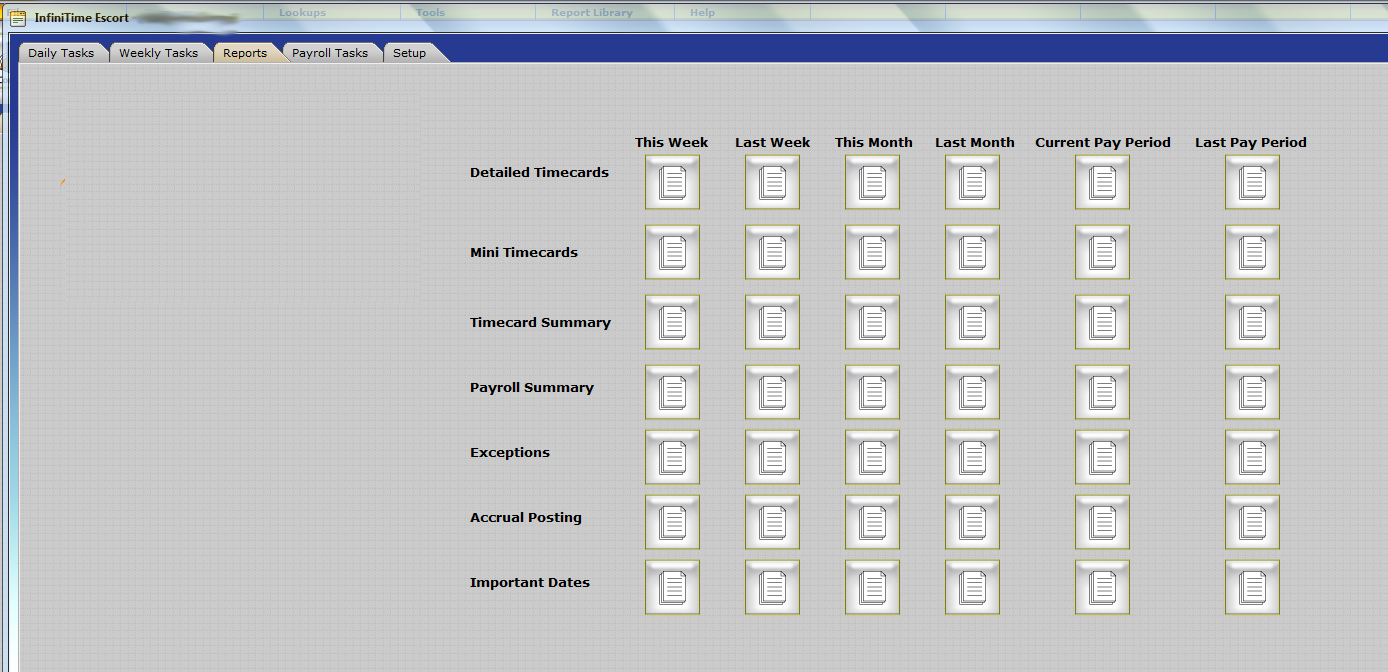 InfiniTime Escort
Lookups Tools Report Library Help
Daily Tasks Weekly Tasks Reports Payroll Tasks Setup
This Week Last Week This Month Last Month Current Pay Period Last Pay Period
Detailed Timecards
Mini Timecards
Timecard Summary
Payroll Summary
Exceptions
Accrual Posting
Important Dates